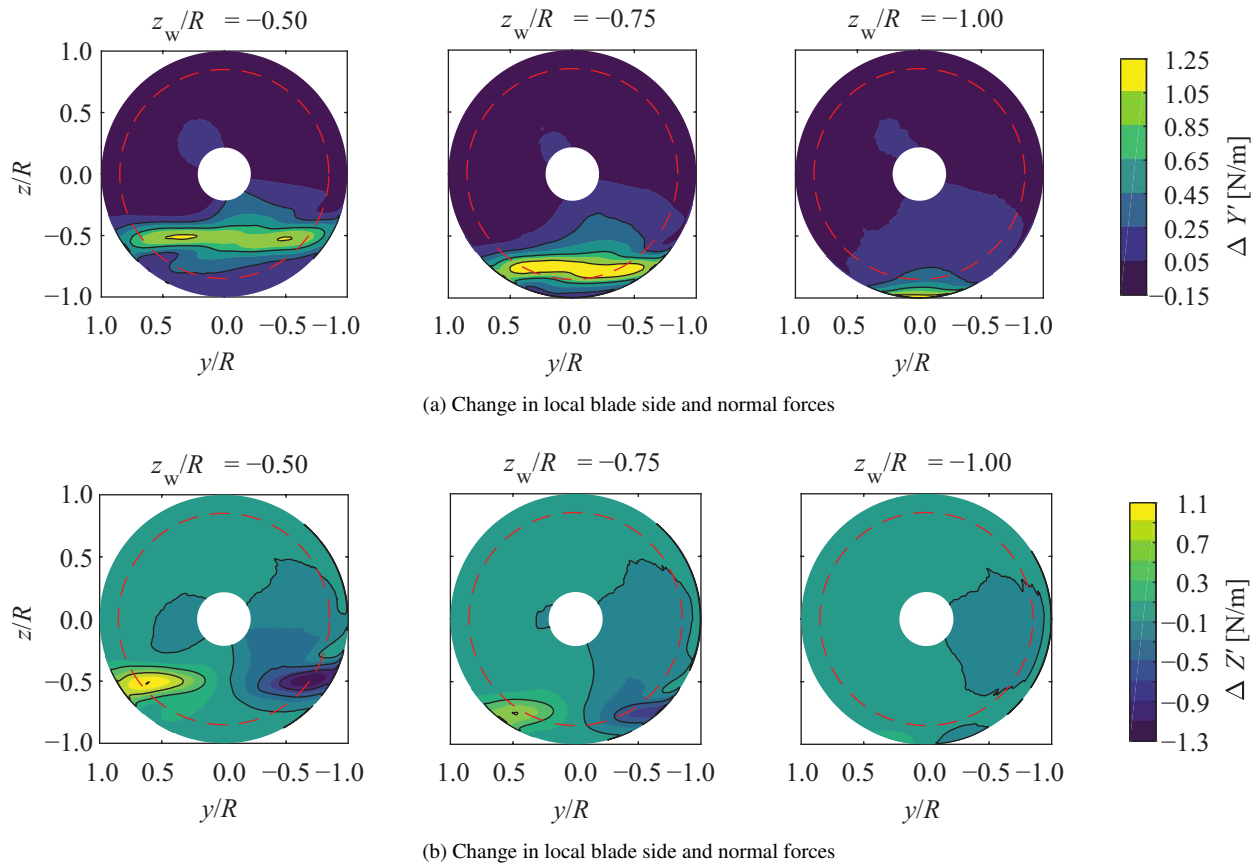 z_w/R = −0.50 z_w/R = −0.75 z_w/R = −1.00
1.0
0.5
0.0
−0.5
−1.0
z/R
1.0 0.5 0.0 −0.5 −1.0 1.0 0.5 0.0 −0.5 −1.0 1.0 0.5 0.0 −0.5 −1.0
y/R y/R y/R
1.25
1.05
0.85
0.65
0.45
0.25
0.05
−0.15
Δ Y′ [N/m]
(a) Change in local blade side and normal forces
z_w/R = −0.50 z_w/R = −0.75 z_w/R = −1.00
1.0
0.5
0.0
−0.5
−1.0
z/R
1.0 0.5 0.0 −0.5 −1.0 1.0 0.5 0.0 −0.5 −1.0 1.0 0.5 0.0 −0.5 −1.0
y/R y/R y/R
1.1
0.7
0.3
−0.1
−0.5
−0.9
−1.3
Δ Z′ [N/m]
(b) Change in local blade side and normal forces